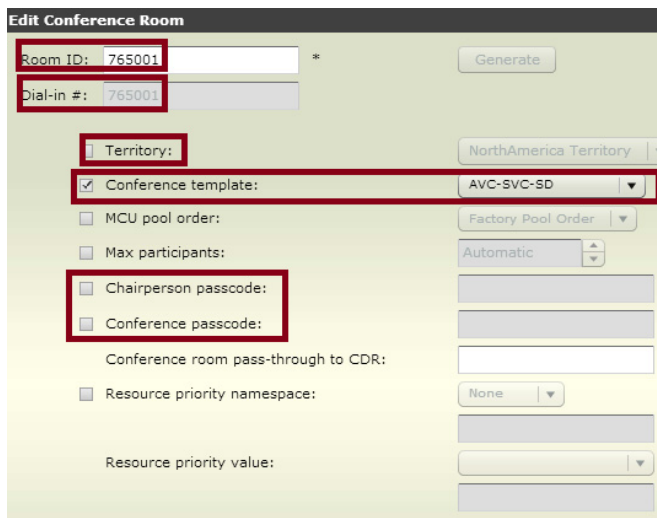 Edit Conference Room
Room ID: 765001 * Generate
Dial-in #: 765001
Territory: NorthAmerica Territory
Conference template: AVC-SVC-SD
MCU pool order: Factory Pool Order
Max participants: Automatic
Chairperson passcode:
Conference passcode:
Conference room pass-through to CDR:
Resource priority namespace: None
Resource priority value: